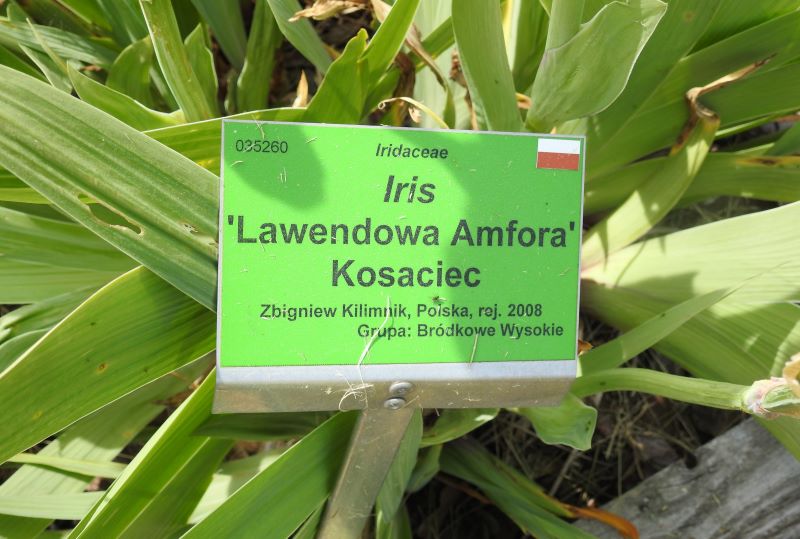 035260
Iridaceae
Iris
'Lawendowa Amfora'
Kosaciec
Zbigniew Kilimnik, Polska, rej. 2008
Grupa: Bródkowe Wysokie